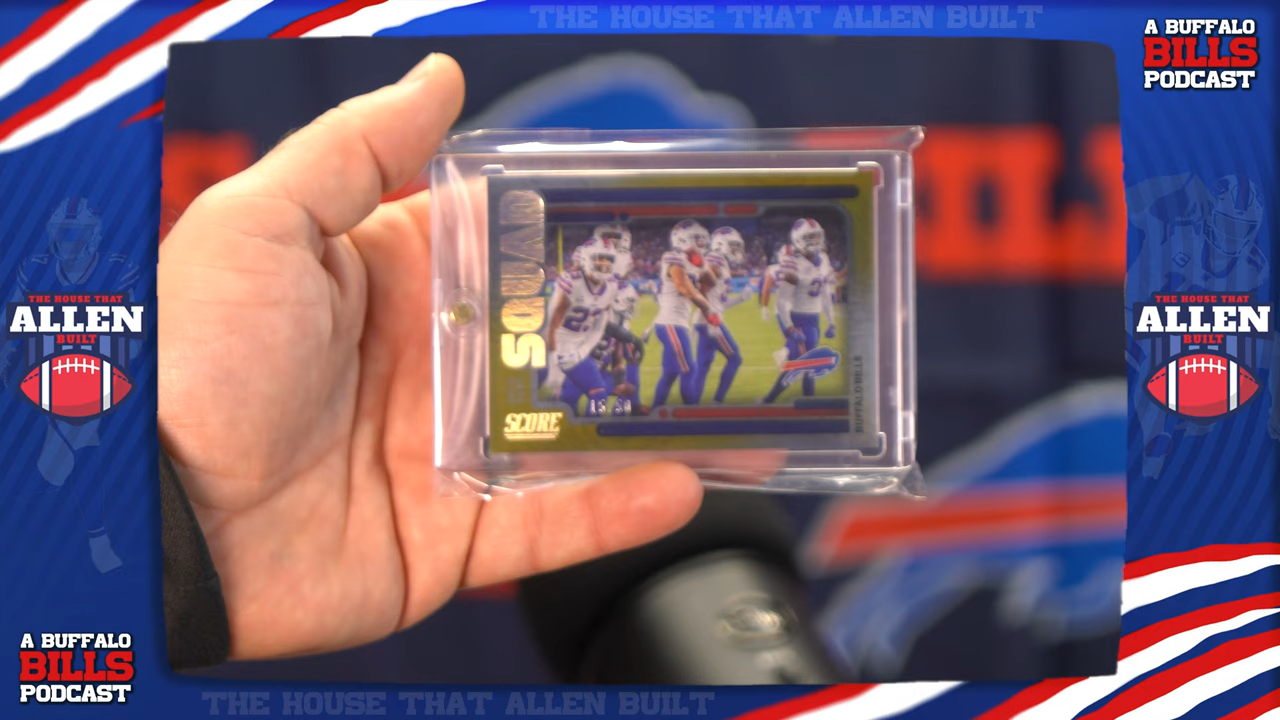 THE HOUSE THAT ALLEN BUILT
A BUFFALO
BILLS
PODCAST
SQUAD
SCORE
BUFFALO BILLS
THE HOUSE THAT
ALLEN
BUILT
THE HOUSE THAT
ALLEN
BUILT
A BUFFALO
BILLS
PODCAST
THE HOUSE THAT ALLEN BUILT